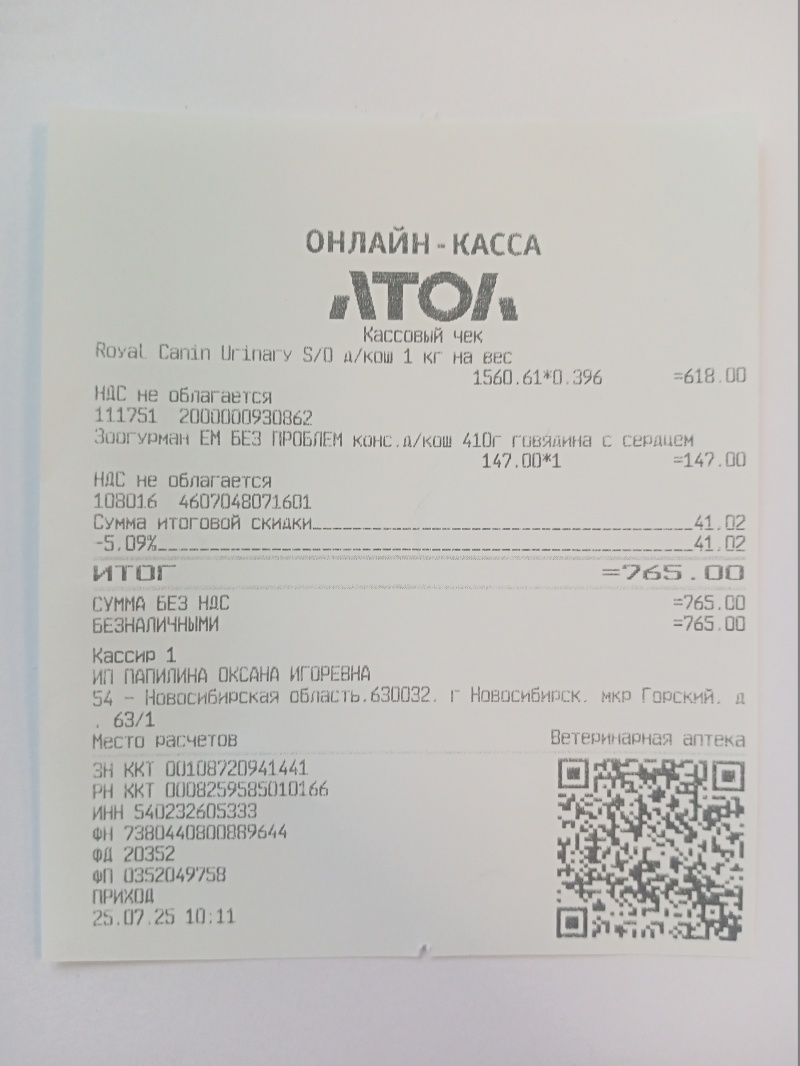 ОНЛАЙН - КАССА
АТОЛ
Кассовый чек
Royal Canin Urinary S/O д/кош 1 кг на вес
1560.61*0.396 =618.00
НДС не облагается
111751 2000000930862
Зоогурман ЕМ БЕЗ ПРОБЛЕМ конс.д/кош 410г говядина с сердцем
147.00*1 =147.00
НДС не облагается
108016 4607048071601
Сумма итоговой скидки 41.02
-5.09% 41.02
ИТОГ =765.00
СУММА БЕЗ НДС =765.00
БЕЗНАЛИЧНЫМИ =765.00
Кассир 1
ИП ПАПИЛИНА ОКСАНА ИГОРЕВНА
54 - Новосибирская область,630032, г Новосибирск, мкр Горский, д
. 63/1
Место расчетов Ветеринарная аптека
ЗН ККТ 00108720941441
РН ККТ 0008259585010166
ИНН 540232605333
ФН 7380440800889644
ФД 20352
ФП 0352049758
ПРИХОД
25.07.25 10:11